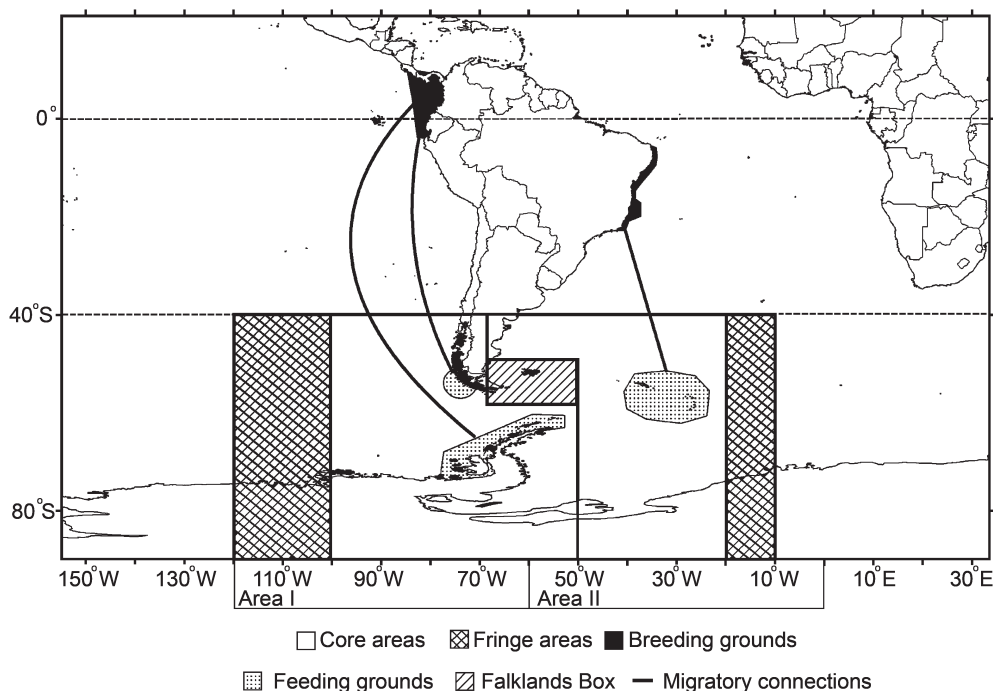 0°
40°S
80°S
150°W 130°W 110°W 90°W 70°W 50°W 30°W 10°W 10°E 30°E
Area I Area II
Core areas Fringe areas Breeding grounds
Feeding grounds Falklands Box Migratory connections